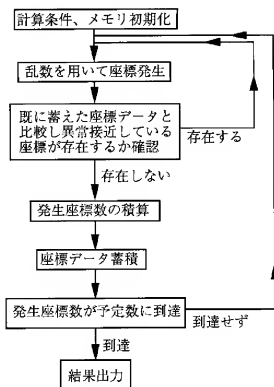 計算条件、メモリ初期化
乱数を用いて座標発生
既に蓄えた座標データと
比較し異常接近している
座標が存在するか確認
存在する
存在しない
発生座標数の積算
座標データ蓄積
発生座標数が予定数に到達
到達せず
到達
結果出力